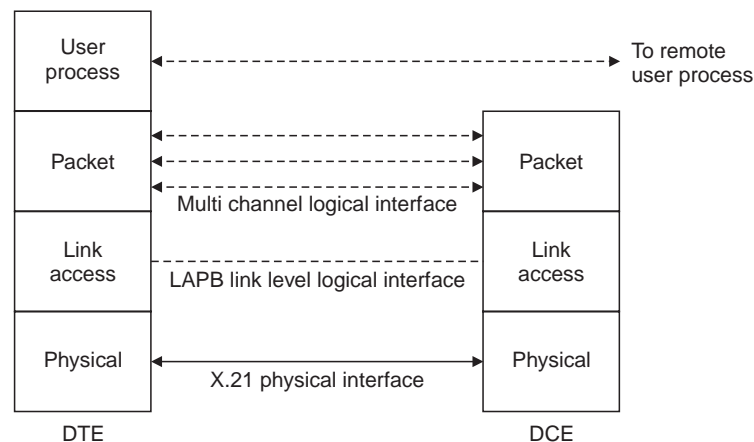 User
process
To remote
user process
Packet
Packet
Multi channel logical interface
Link
access
Link
access
LAPB link level logical interface
Physical
Physical
X.21 physical interface
DTE
DCE